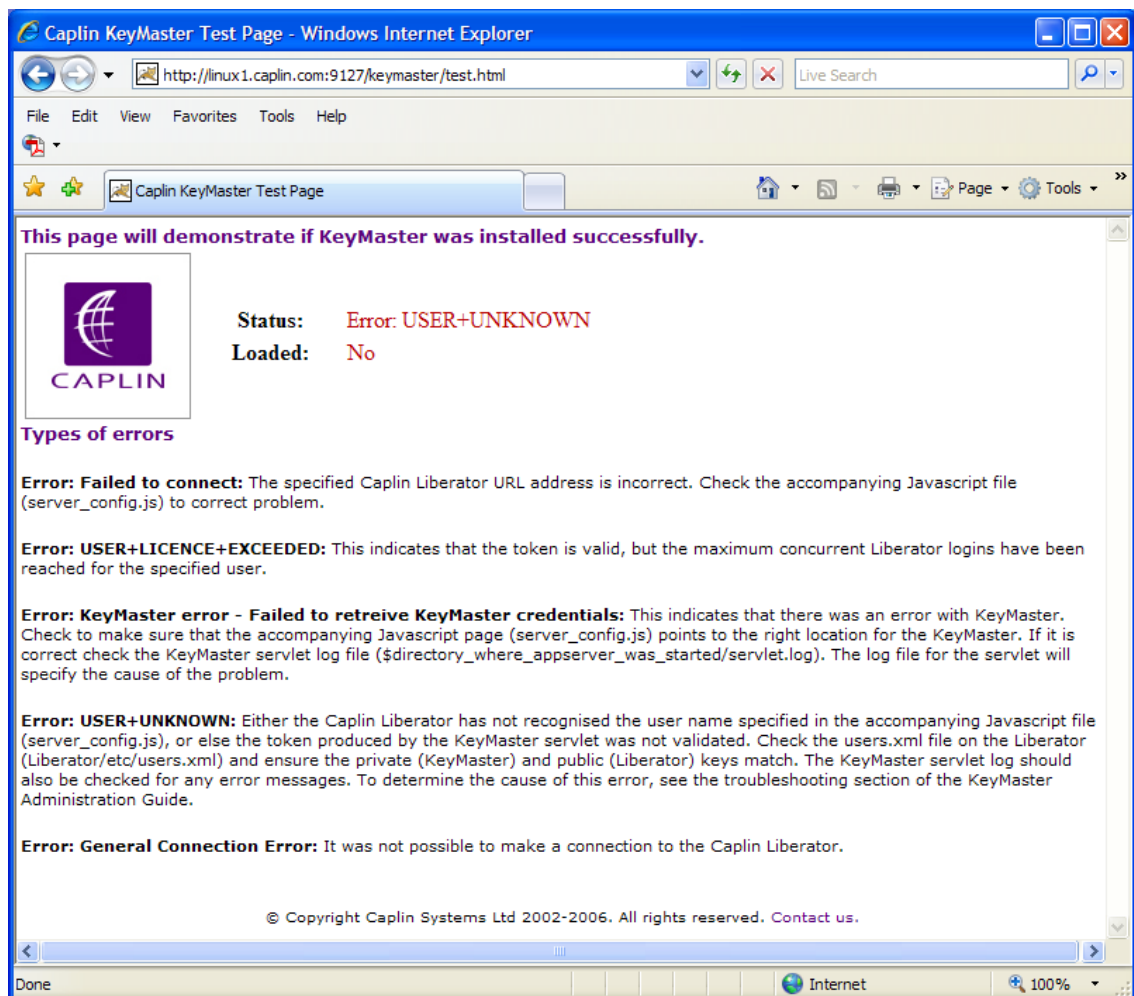 Caplin KeyMaster Test Page - Windows Internet Explorer
http://linux1.caplin.com:9127/keymaster/test.html
Live Search
File Edit View Favorites Tools Help
Caplin KeyMaster Test Page
Page
Tools
»
This page will demonstrate if KeyMaster was installed successfully.
CAPLIN
Status: Error: USER+UNKNOWN
Loaded: No
Types of errors
Error: Failed to connect: The specified Caplin Liberator URL address is incorrect. Check the accompanying Javascript file
(server_config.js) to correct problem.
Error: USER+LICENCE+EXCEEDED: This indicates that the token is valid, but the maximum concurrent Liberator logins have been
reached for the specified user.
Error: KeyMaster error - Failed to retreive KeyMaster credentials: This indicates that there was an error with KeyMaster.
Check to make sure that the accompanying Javascript page (server_config.js) points to the right location for the KeyMaster. If it is
correct check the KeyMaster servlet log file ($directory_where_appserver_was_started/servlet.log). The log file for the servlet will
specify the cause of the problem.
Error: USER+UNKNOWN: Either the Caplin Liberator has not recognised the user name specified in the accompanying Javascript file
(server_config.js), or else the token produced by the KeyMaster servlet was not validated. Check the users.xml file on the Liberator
(Liberator/etc/users.xml) and ensure the private (KeyMaster) and public (Liberator) keys match. The KeyMaster servlet log should
also be checked for any error messages. To determine the cause of this error, see the troubleshooting section of the KeyMaster
Administration Guide.
Error: General Connection Error: It was not possible to make a connection to the Caplin Liberator.
© Copyright Caplin Systems Ltd 2002-2006. All rights reserved. Contact us.
Done
Internet
100%